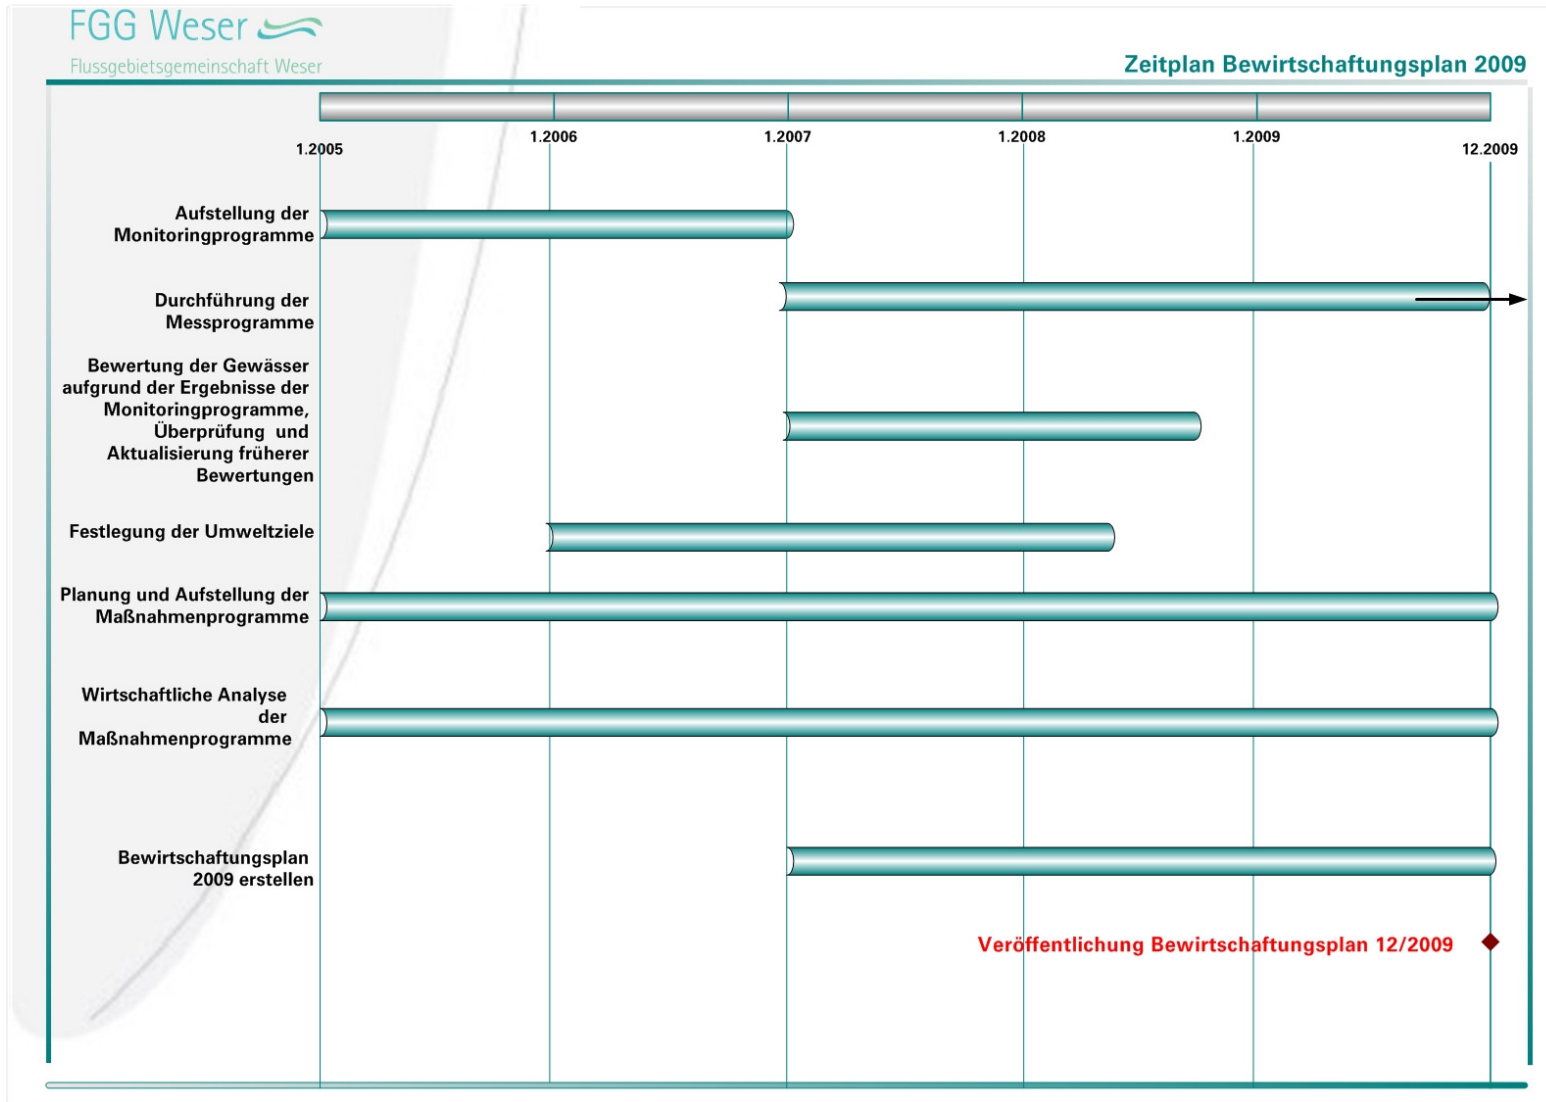 FGG Weser
Flussgebietsgemeinschaft Weser
Zeitplan Bewirtschaftungsplan 2009
1.2005
1.2006
1.2007
1.2008
1.2009
12.2009
Aufstellung der
Monitoringprogramme
Durchführung der
Messprogramme
Bewertung der Gewässer
aufgrund der Ergebnisse der
Monitoringprogramme,
Überprüfung und
Aktualisierung früherer
Bewertungen
Festlegung der Umweltziele
Planung und Aufstellung der
Maßnahmenprogramme
Wirtschaftliche Analyse
der
Maßnahmenprogramme
Bewirtschaftungsplan
2009 erstellen
Veröffentlichung Bewirtschaftungsplan 12/2009